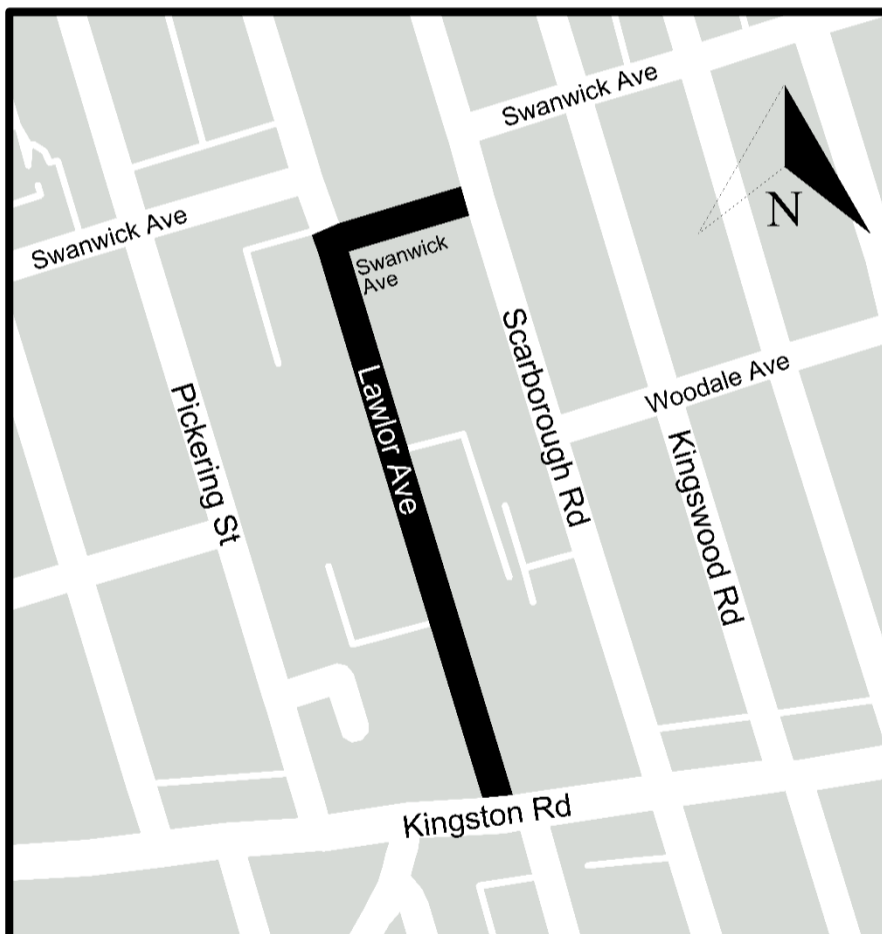 Swanwick Ave
N
Swanwick Ave
Swanwick
Ave
Scarborough Rd
Woodale Ave
Lawlor Ave
Pickering St
Kingswood Rd
Kingston Rd